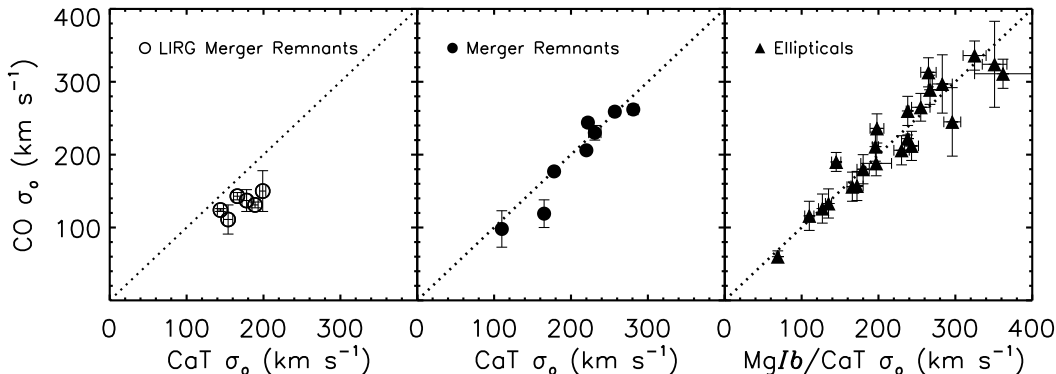 CO σₒ (km s⁻¹)
400
300
200
100
LIRG Merger Remnants
Merger Remnants
Ellipticals
0 100 200 300 0 100 200 300 0 100 200 300 400
CaT σₒ (km s⁻¹)
CaT σₒ (km s⁻¹)
MgIb/CaT σₒ (km s⁻¹)